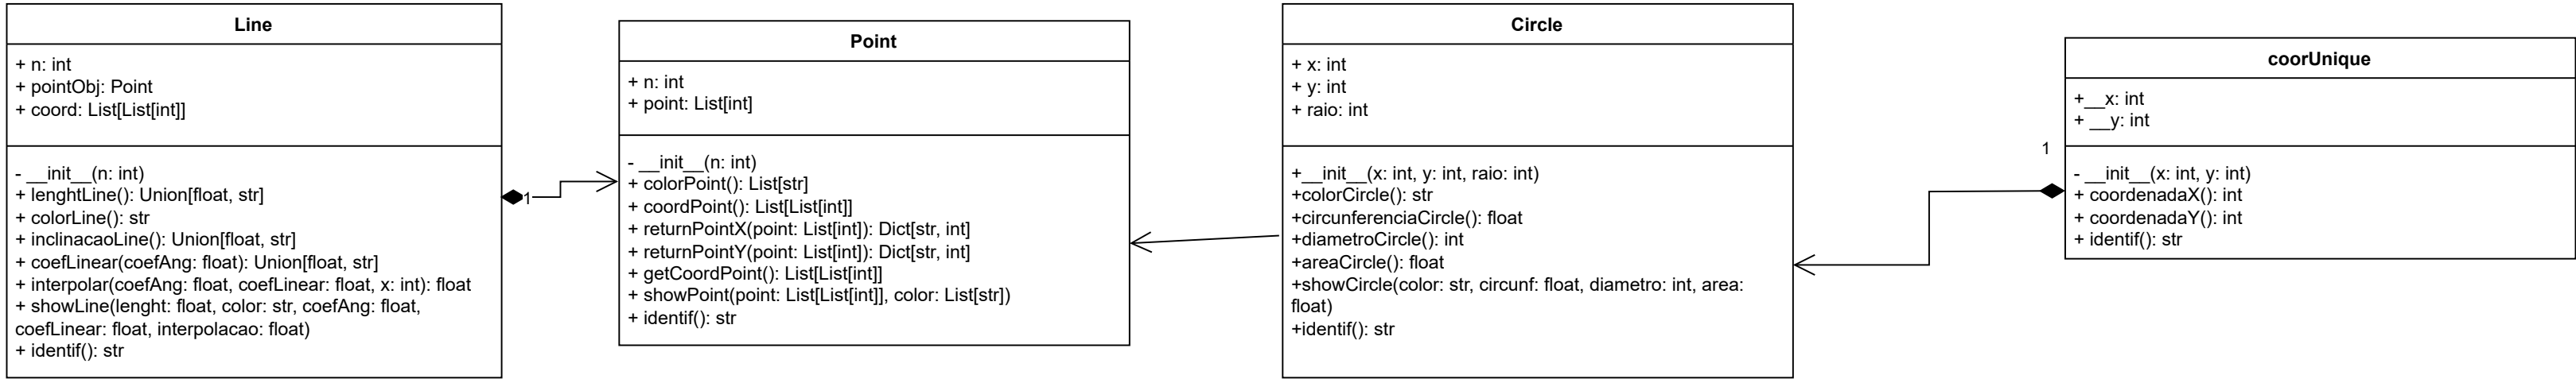 Line
+ n: int
+ pointObj: Point
+ coord: List[List[int]]
- __init__(n: int)
+ lenghtLine(): Union[float, str]
+ colorLine(): str
+ inclinacaoLine(): Union[float, str]
+ coefLinear(coefAng: float): Union[float, str]
+ interpolar(coefAng: float, coefLinear: float, x: int): float
+ showLine(lenght: float, color: str, coefAng: float,
coefLinear: float, interpolacao: float)
+ identif(): str
1
Point
+ n: int
+ point: List[int]
- __init__(n: int)
+ colorPoint(): List[str]
+ coordPoint(): List[List[int]]
+ returnPointX(point: List[int]): Dict[str, int]
+ returnPointY(point: List[int]): Dict[str, int]
+ getCoordPoint(): List[List[int]]
+ showPoint(point: List[List[int]], color: List[str])
+ identif(): str
Circle
+ x: int
+ y: int
+ raio: int
+__init__(x: int, y: int, raio: int)
+colorCircle(): str
+circunferenciaCircle(): float
+diametroCircle(): int
+areaCircle(): float
+showCircle(color: str, circunf: float, diametro: int, area:
float)
+identif(): str
1
coorUnique
+__x: int
+ __y: int
- __init__(x: int, y: int)
+ coordenadaX(): int
+ coordenadaY(): int
+ identif(): str